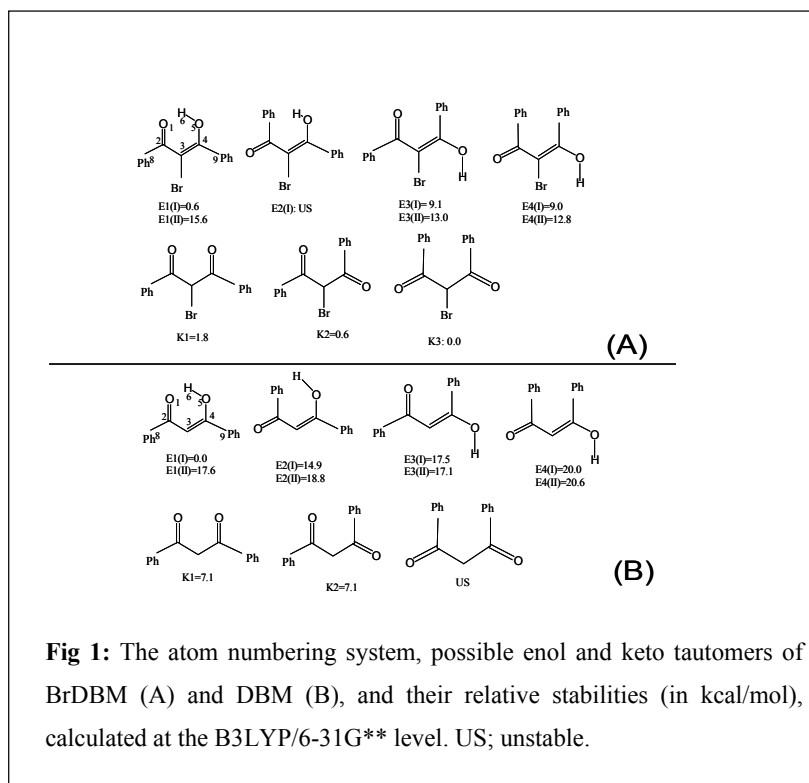 H
O
1
6
O
5
2
3
4
Ph
8
9
Ph
Br
E1(I)=0.6
E1(II)=15.6
Ph
H
O
O
Ph
Br
E2(I): US
O
Ph
Ph
O
Br
H
E3(I)= 9.1
E3(II)=13.0
Ph
Ph
O
O
Br
H
E4(I)= 9.0
E4(II)=12.8
O
O
Ph
Ph
Br
K1=1.8
O
Ph
Ph
O
Br
K2=0.6
Ph
Ph
O
O
Br
K3: 0.0
(A)
H
O
1
6
O
5
2
3
4
Ph
8
9
Ph
E1(I)=0.0
E1(II)=17.6
H
Ph
O
O
Ph
E2(I)=14.9
E2(II)=18.8
O
Ph
Ph
O
H
E3(I)=17.5
E3(II)=17.1
Ph
Ph
O
O
H
E4(I)=20.0
E4(II)=20.6
O
O
Ph
Ph
K1=7.1
O
Ph
Ph
O
K2=7.1
Ph
Ph
O
O
US
(B)
Fig 1: The atom numbering system, possible enol and keto tautomers of
BrDBM (A) and DBM (B), and their relative stabilities (in kcal/mol),
calculated at the B3LYP/6-31G** level. US; unstable.